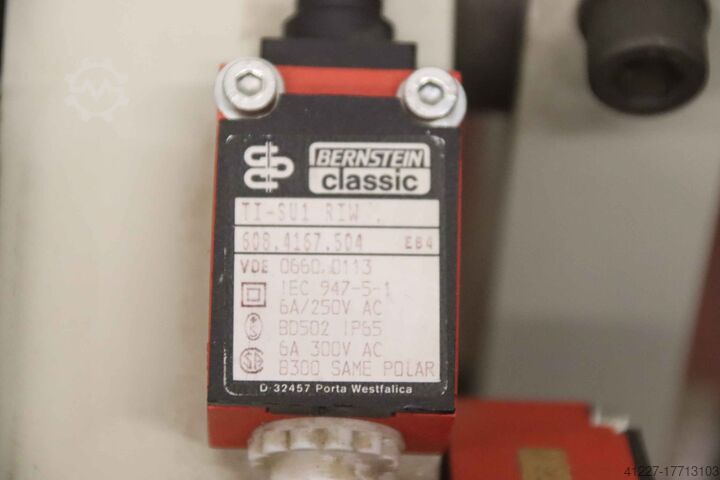 BERNSTEIN
classic
TI-SU1 RIW
608.4167.504 E84
VDE 0660.0113
IEC 947-5-1
6A/250V AC
BD502 IP65
6A 300V AC
B300 SAME POLAR
D-32457 Porta Westfalica
41227-17713103